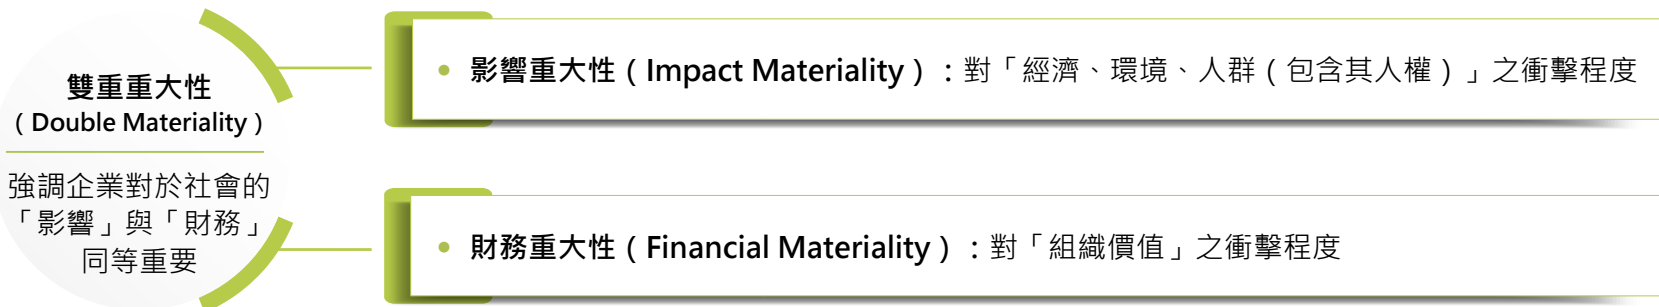 雙重重大性
（Double Materiality）
強調企業對於社會的
「影響」與「財務」
同等重要
• 影響重大性（Impact Materiality）：對「經濟、環境、人群（包含其人權）」之衝擊程度
• 財務重大性（Financial Materiality）：對「組織價值」之衝擊程度